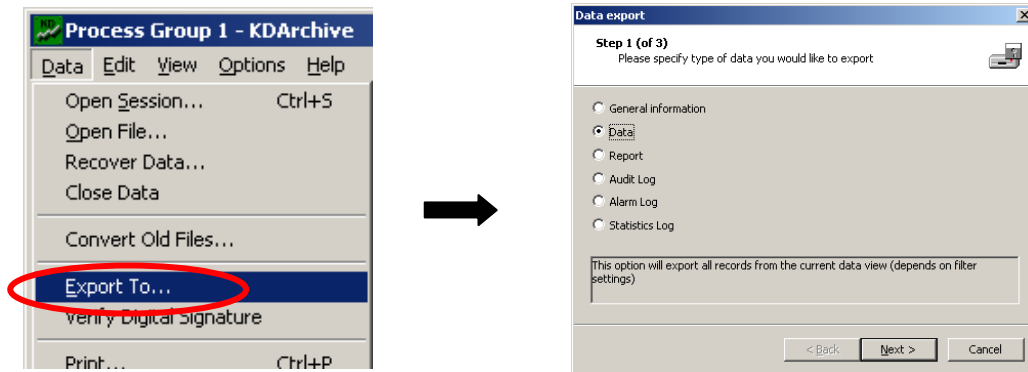 Process Group 1 - KDArchive
Data Edit View Options Help
Open Session... Ctrl+S
Open File...
Recover Data...
Close Data
Convert Old Files...
Export To...
Verify Digital Signature
Print... Ctrl+P
Data export
Step 1 (of 3)
Please specify type of data you would like to export
General information
Data
Report
Audit Log
Alarm Log
Statistics Log
This option will export all records from the current data view (depends on filter
settings)
< Back Next > Cancel